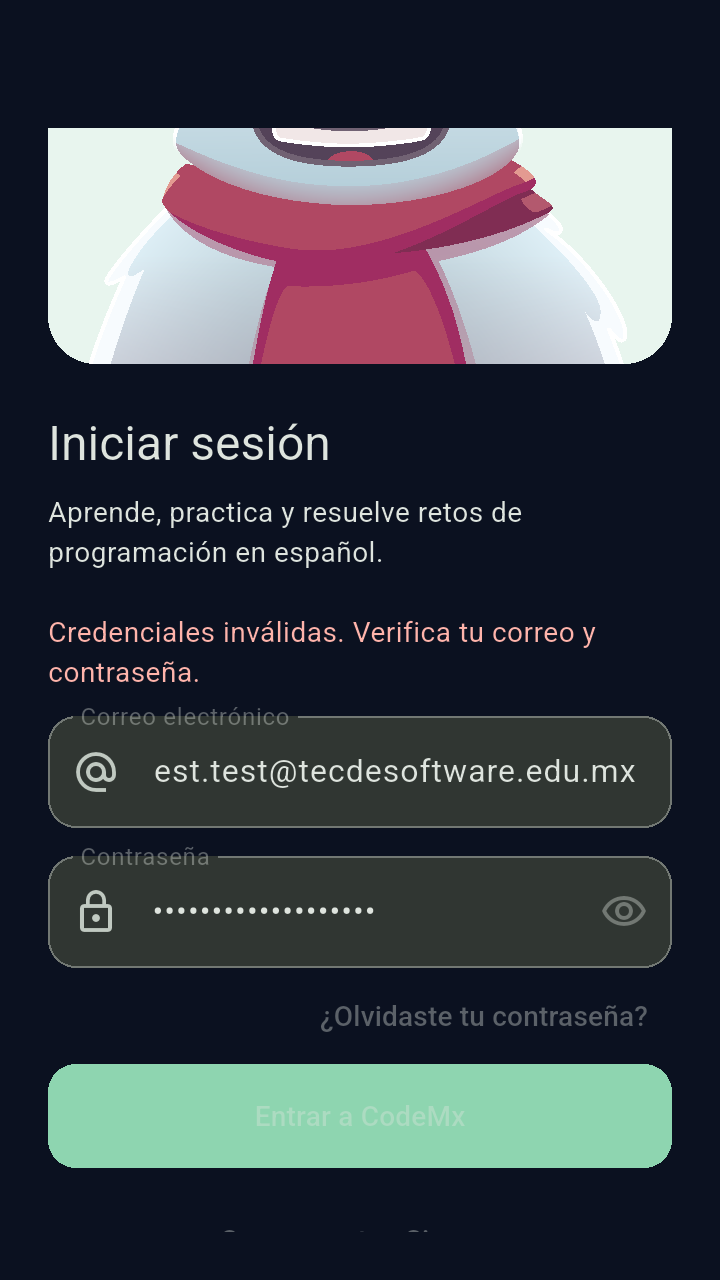 Iniciar sesión
Aprende, practica y resuelve retos de
programación en español.
Credenciales inválidas. Verifica tu correo y
contraseña.
Correo electrónico
est.test@tecdesoftware.edu.mx
Contraseña
••••••••••••••••••••
¿Olvidaste tu contraseña?
Entrar a CodeMx